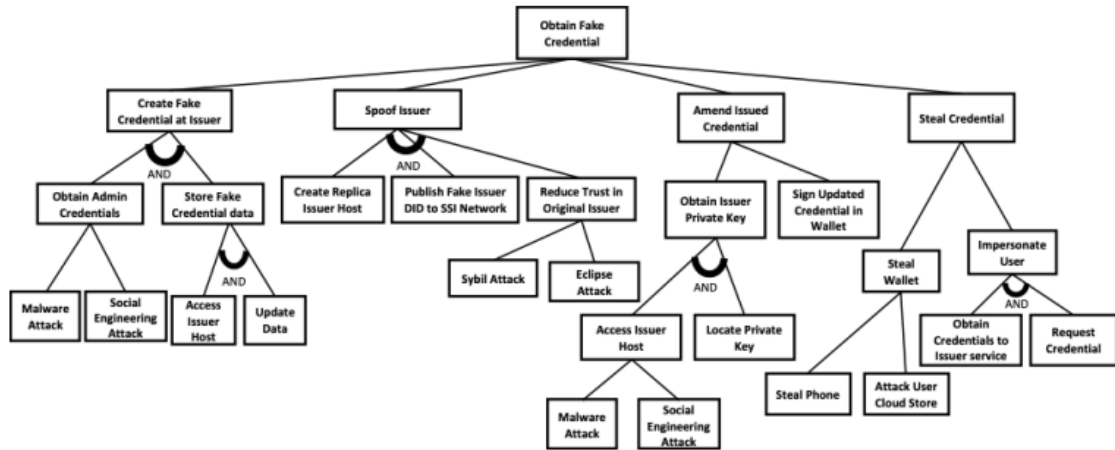 Obtain Fake
Credential
Create Fake
Credential at Issuer
Spoof Issuer
Amend Issued
Credential
Steal Credential
AND
AND
Obtain Admin
Credentials
Store Fake
Credential data
Create Replica
Issuer Host
Publish Fake Issuer
DID to SSI Network
Reduce Trust in
Original Issuer
Obtain Issuer
Private Key
Sign Updated
Credential in
Wallet
Steal
Wallet
Impersonate
User
AND
AND
AND
Malware
Attack
Social
Engineering
Attack
Access
Issuer
Host
Update
Data
Sybil Attack
Eclipse
Attack
Access Issuer
Host
Locate Private
Key
Obtain
Credentials to
Issuer service
Request
Credential
Steal Phone
Attack User
Cloud Store
Malware
Attack
Social
Engineering
Attack